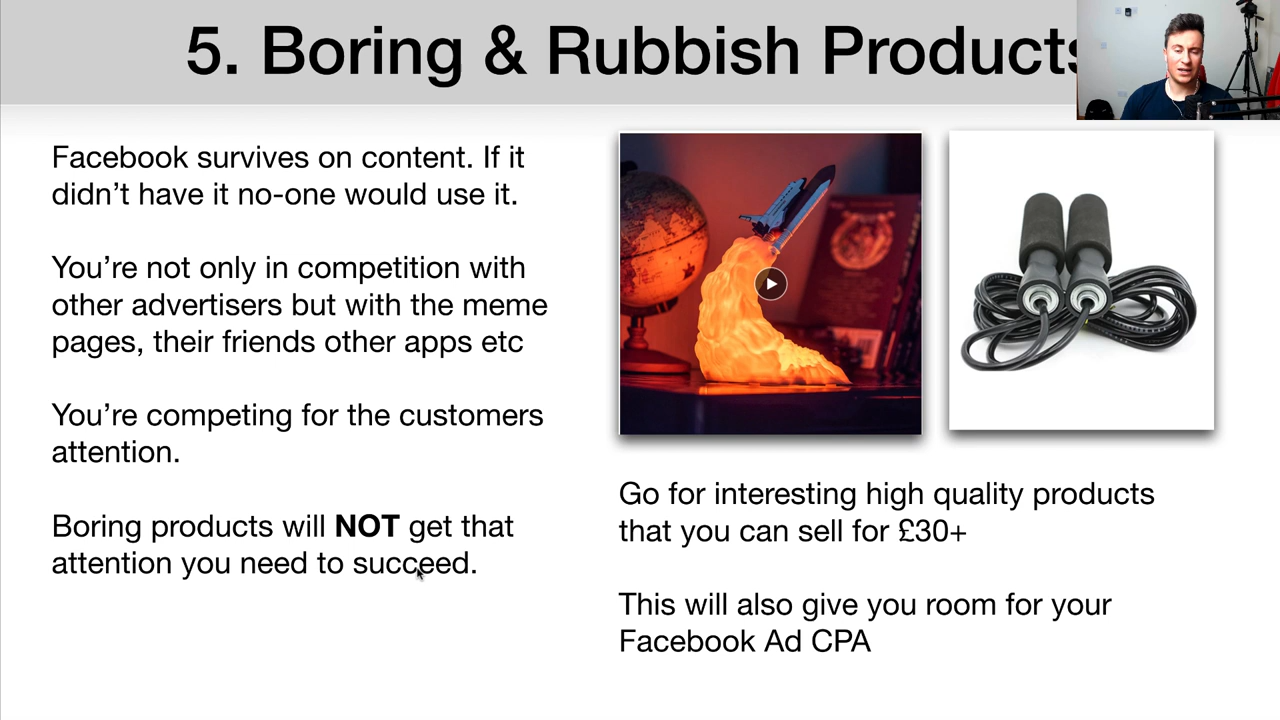 5. Boring & Rubbish Products
Facebook survives on content. If it
didn’t have it no-one would use it.
You’re not only in competition with
other advertisers but with the meme
pages, their friends other apps etc
You’re competing for the customers
attention.
Boring products will NOT get that
attention you need to succeed.
Go for interesting high quality products
that you can sell for £30+
This will also give you room for your
Facebook Ad CPA